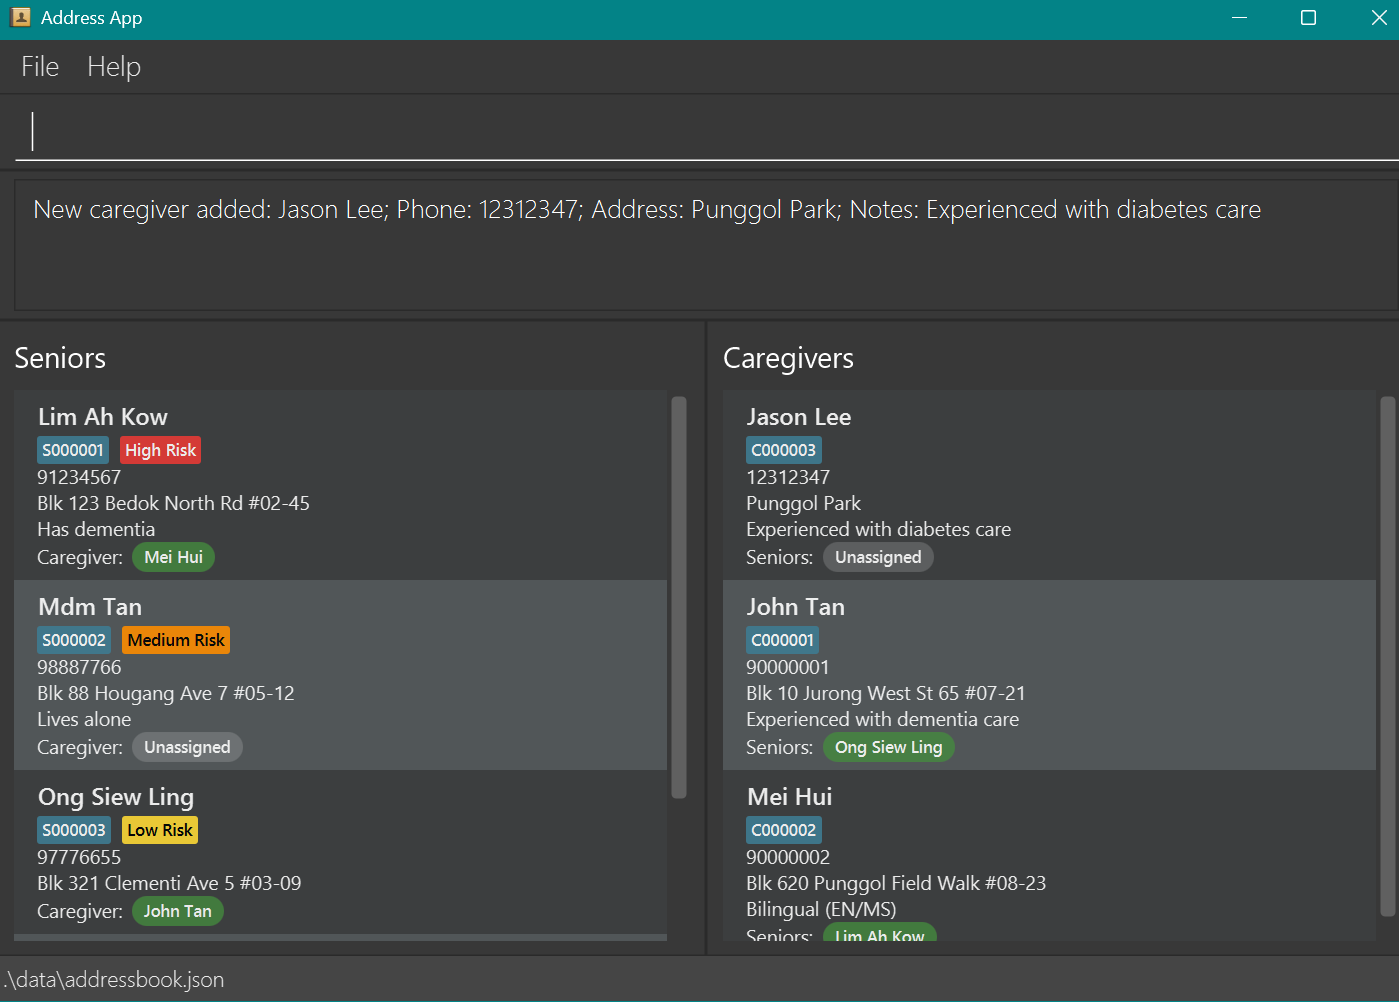 Address App
File Help
New caregiver added: Jason Lee; Phone: 12312347; Address: Punggol Park; Notes: Experienced with diabetes care
Seniors
Lim Ah Kow
S000001 High Risk
91234567
Blk 123 Bedok North Rd #02-45
Has dementia
Caregiver: Mei Hui
Mdm Tan
S000002 Medium Risk
98887766
Blk 88 Hougang Ave 7 #05-12
Lives alone
Caregiver: Unassigned
Ong Siew Ling
S000003 Low Risk
97776655
Blk 321 Clementi Ave 5 #03-09
Caregiver: John Tan
Caregivers
Jason Lee
C000003
12312347
Punggol Park
Experienced with diabetes care
Seniors: Unassigned
John Tan
C000001
90000001
Blk 10 Jurong West St 65 #07-21
Experienced with dementia care
Seniors: Ong Siew Ling
Mei Hui
C000002
90000002
Blk 620 Punggol Field Walk #08-23
Bilingual (EN/MS)
Seniors: Lim Ah Kow
.\data\addressbook.json